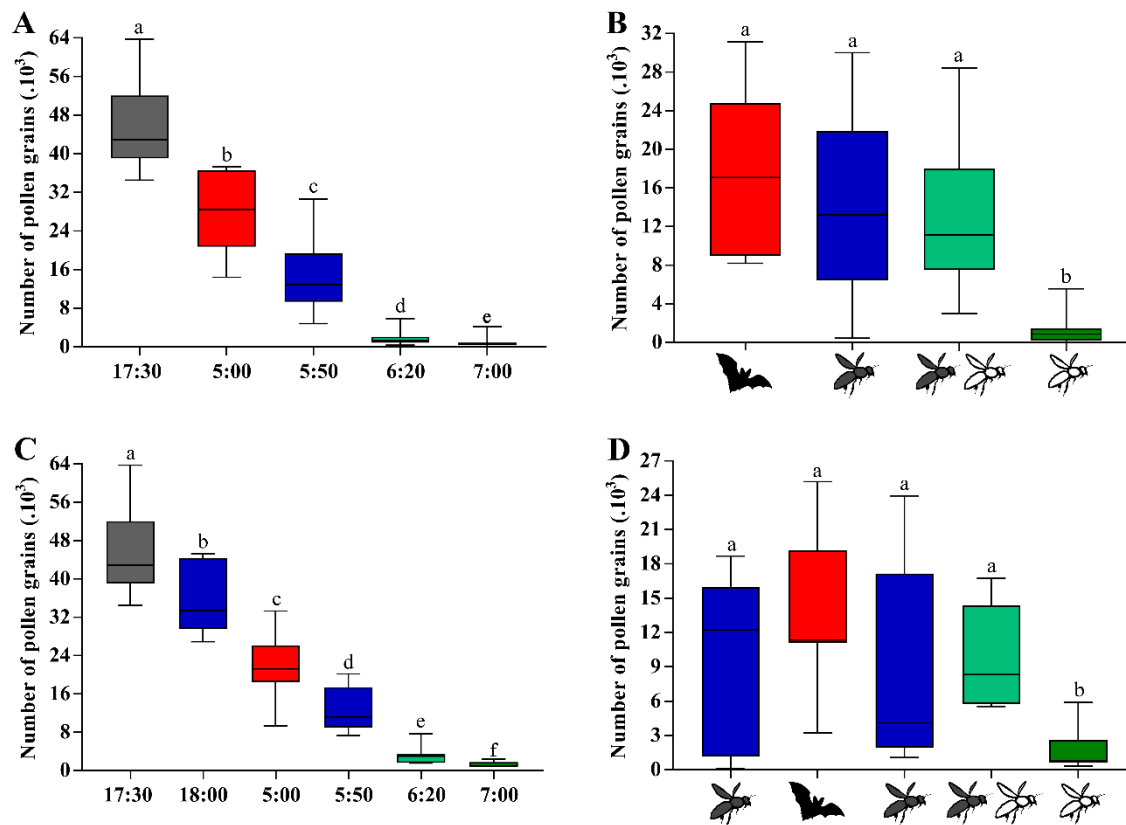 A
Number of pollen grains (.10³)
64
56
48
40
32
24
16
8
0
a
b
c
d
e
17:30 5:00 5:50 6:20 7:00
B
Number of pollen grains (.10³)
32
28
24
20
16
12
8
4
0
a
a
a
b
C
Number of pollen grains (.10³)
64
56
48
40
32
24
16
8
0
a
b
c
d
e
f
17:30 18:00 5:00 5:50 6:20 7:00
D
Number of pollen grains (.10³)
27
24
21
18
15
12
9
6
3
0
a
a
a
a
b